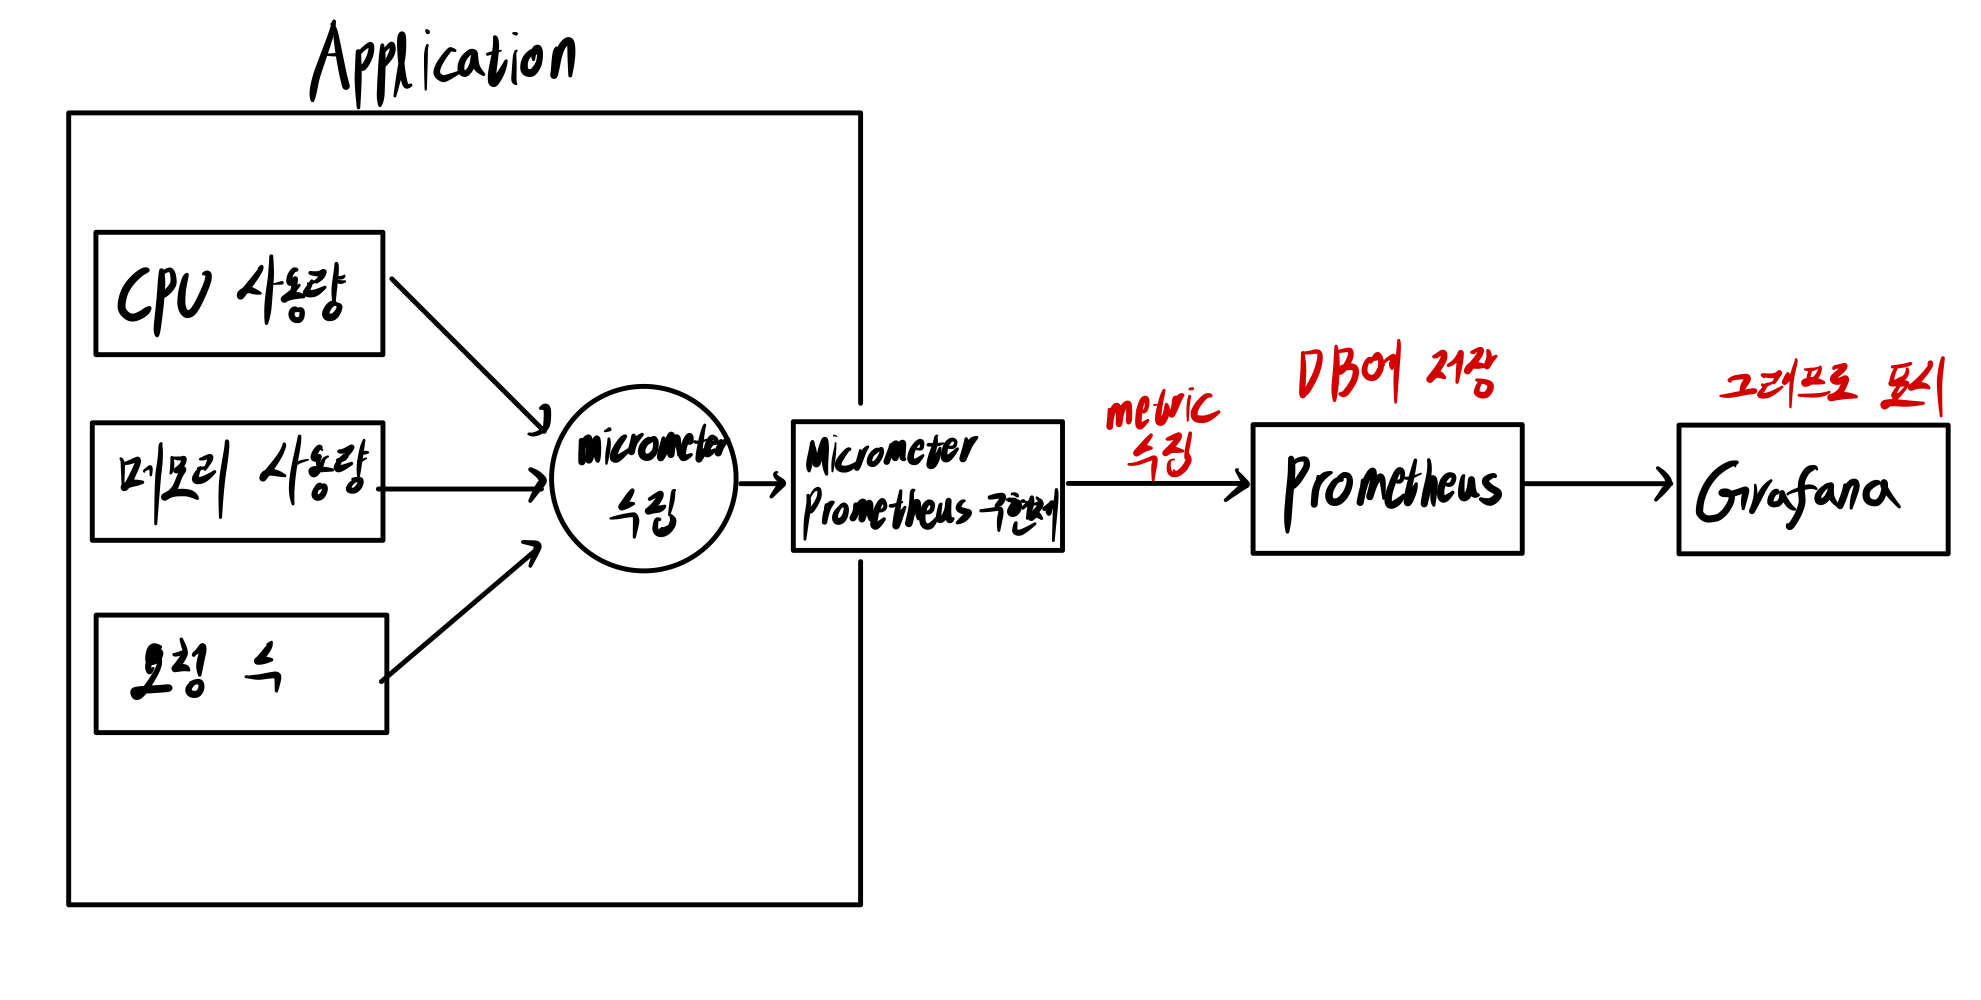 Application
CPU 사용량
메모리 사용량
요청 수
micrometer
수집
Micrometer
Prometheus 구현체
metric
수집
DB에 저장
Prometheus
그래프로 표시
Grafana